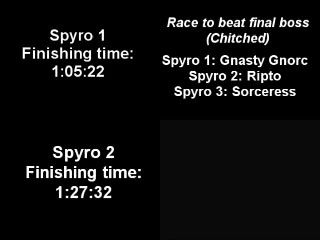 Spyro 1
Finishing time:
1:05:22
Race to beat final boss
(Chitched)
Spyro 1: Gnasty Gnorc
Spyro 2: Ripto
Spyro 3: Sorceress
Spyro 2
Finishing time:
1:27:32